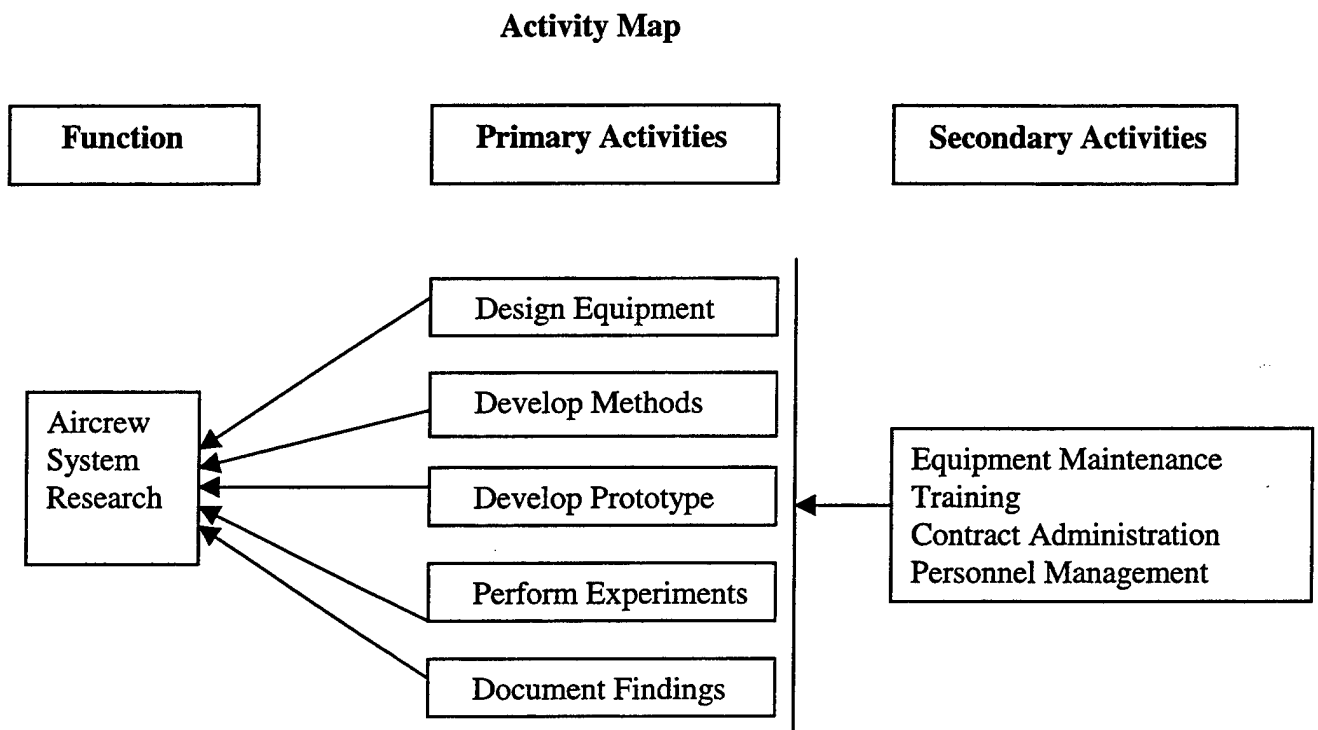 Activity Map
Function
Primary Activities
Secondary Activities
Design Equipment
Develop Methods
Develop Prototype
Perform Experiments
Document Findings
Aircrew
System
Research
Equipment Maintenance
Training
Contract Administration
Personnel Management